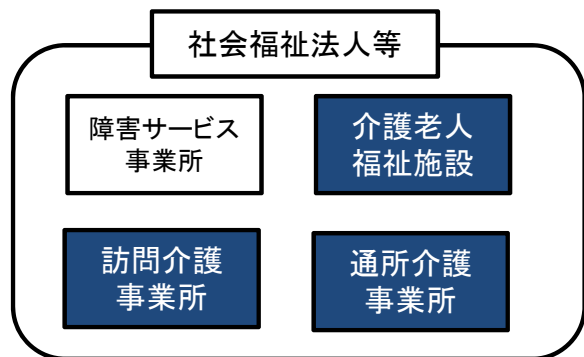 社会福祉法人等
障害サービス
事業所
介護老人
福祉施設
訪問介護
事業所
通所介護
事業所